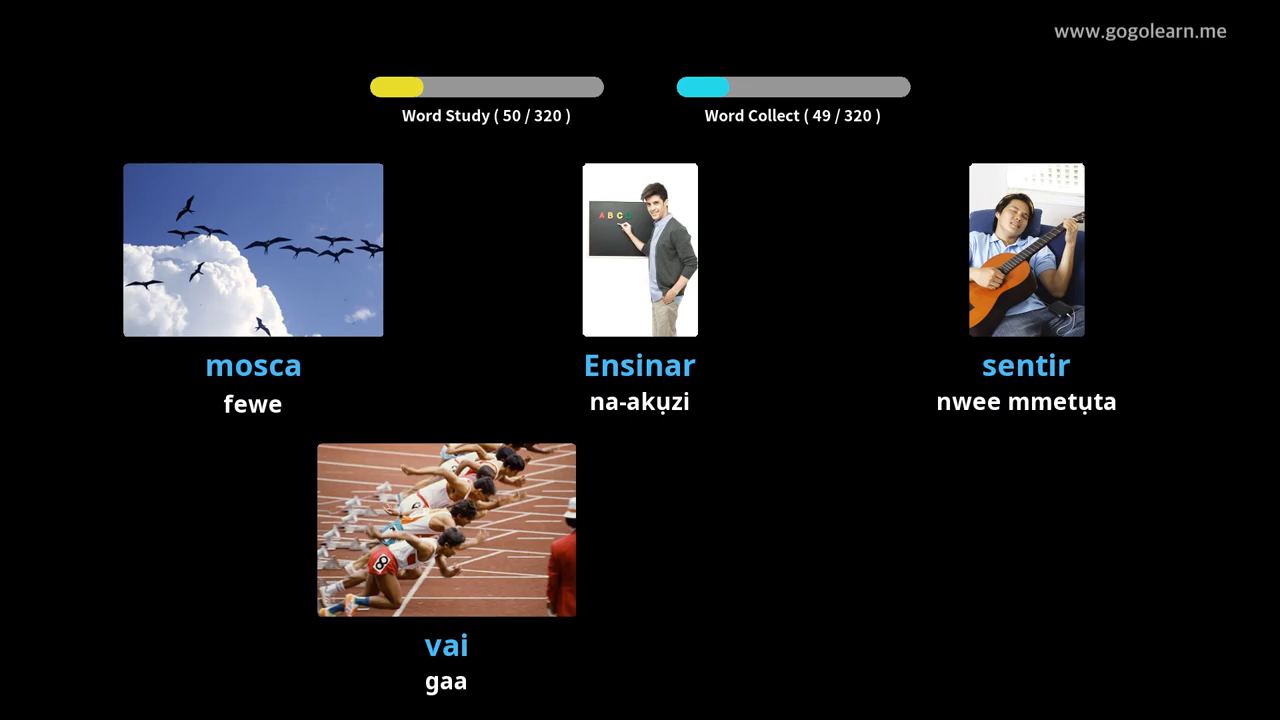 www.gogolearn.me
Word Study ( 50 / 320 )
Word Collect ( 49 / 320 )
A B C D
mosca
fewe
Ensinar
na-akụzi
sentir
nwee mmetụta
8
vai
gaa